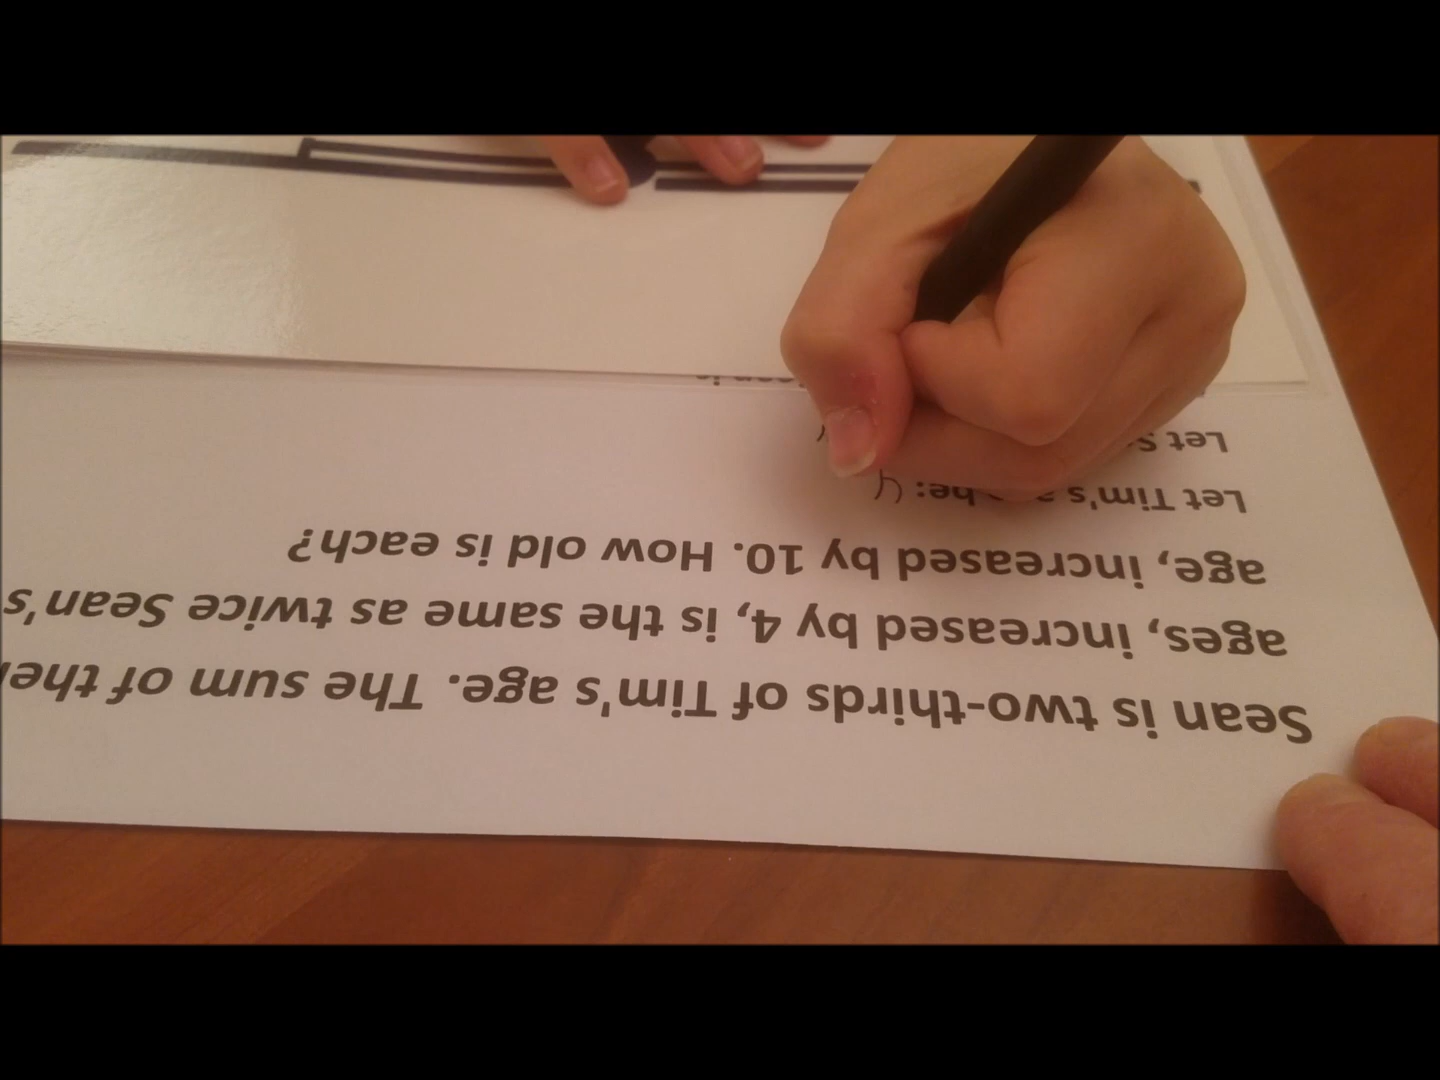 Sean is two-thirds of Tim's age. The sum of the
ages, increased by 4, is the same as twice Sean's
age, increased by 10. How old is each?
Let Tim's be: y
Let